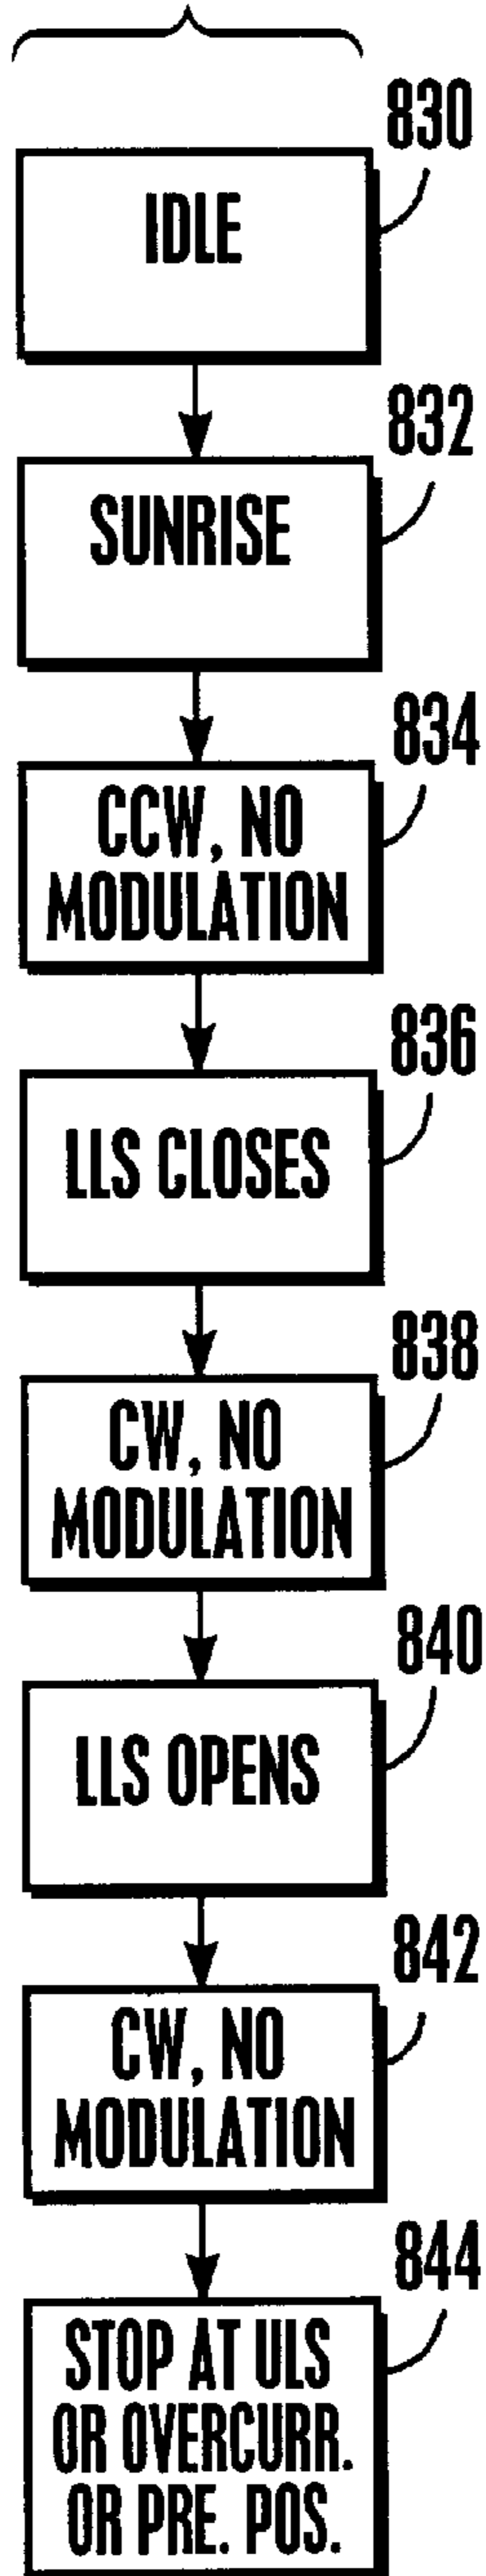 830
IDLE
832
SUNRISE
834
CCW, NO
MODULATION
836
LLS CLOSES
838
CW, NO
MODULATION
840
LLS OPENS
842
CW, NO
MODULATION
844
STOP AT ULS
OR OVERCURR.
OR PRE. POS.